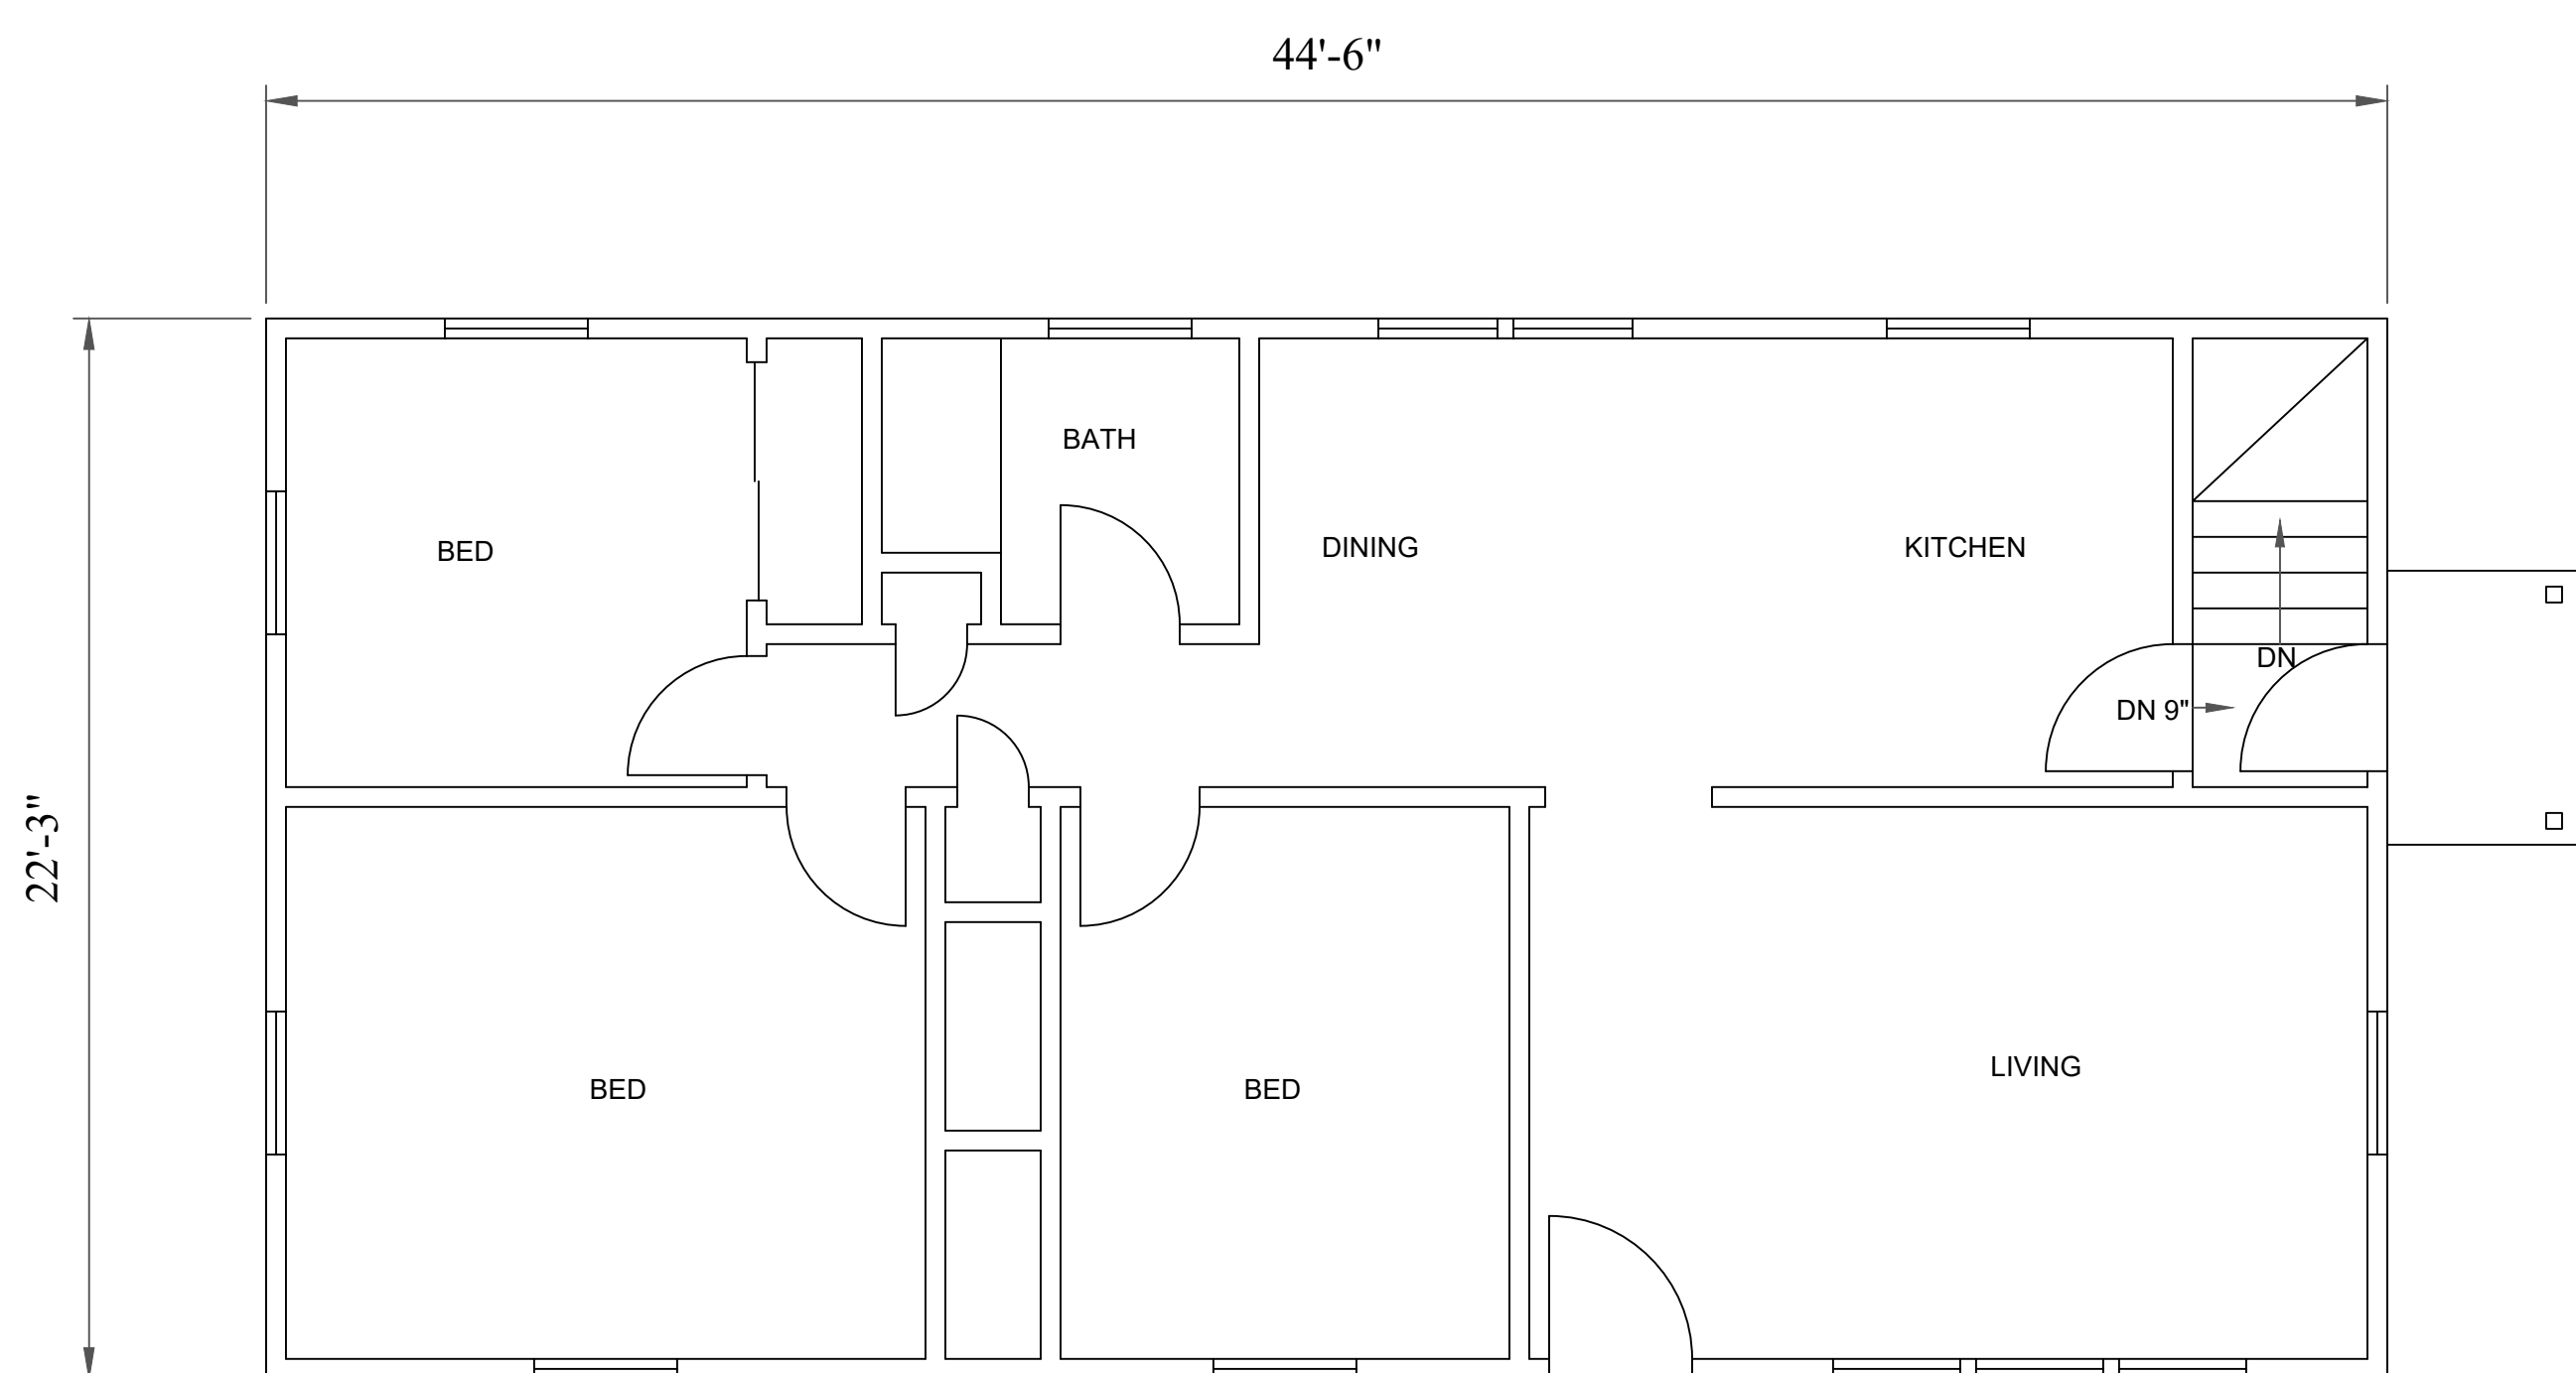 44'-6"
BATH
BED
DINING
KITCHEN
DN
DN 9"
22'-3"
BED
BED
LIVING